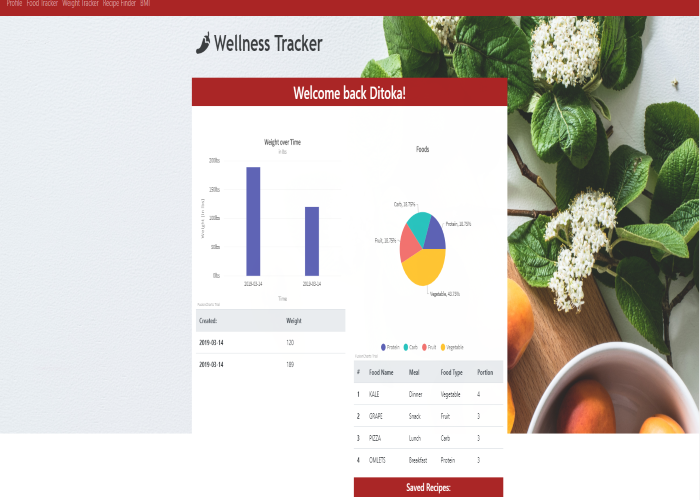 Profile Food Tracker Weight Tracker Recipe Finder BMI
Wellness Tracker
Welcome back Ditoka!
Weight over Time
in lbs
200lbs
150lbs
100lbs
50lbs
0lbs
Weight (in lbs)
2019-03-14 2019-03-14
Time
Created: Weight
2019-03-14 120
2019-03-14 189
Foods
Carb, 18.75%
Protein, 18.75%
Fruit, 18.75%
Vegetable, 43.75%
Protein Carb Fruit Vegetable
# Food Name Meal Food Type Portion
1 KALE Dinner Vegetable 4
2 GRAPE Snack Fruit 3
3 PIZZA Lunch Carb 3
4 OMLETS Breakfast Protein 3
Saved Recipes: